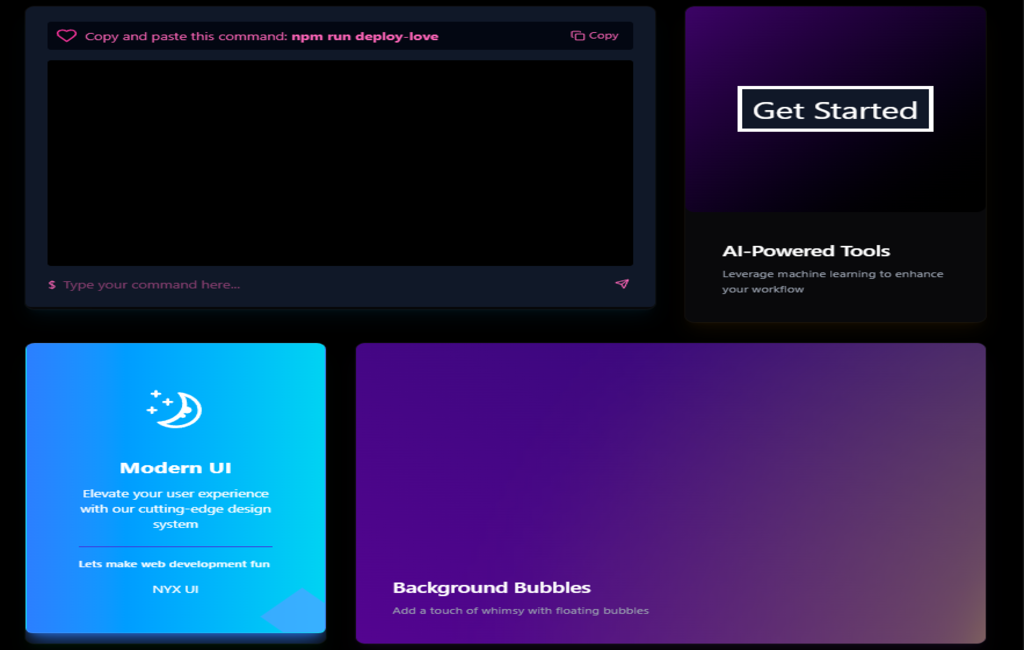 Copy and paste this command: npm run deploy-love
Copy
$ Type your command here...
Get Started
AI-Powered Tools
Leverage machine learning to enhance
your workflow
Modern UI
Elevate your user experience
with our cutting-edge design
system
Lets make web development fun
NYX UI
Background Bubbles
Add a touch of whimsy with floating bubbles